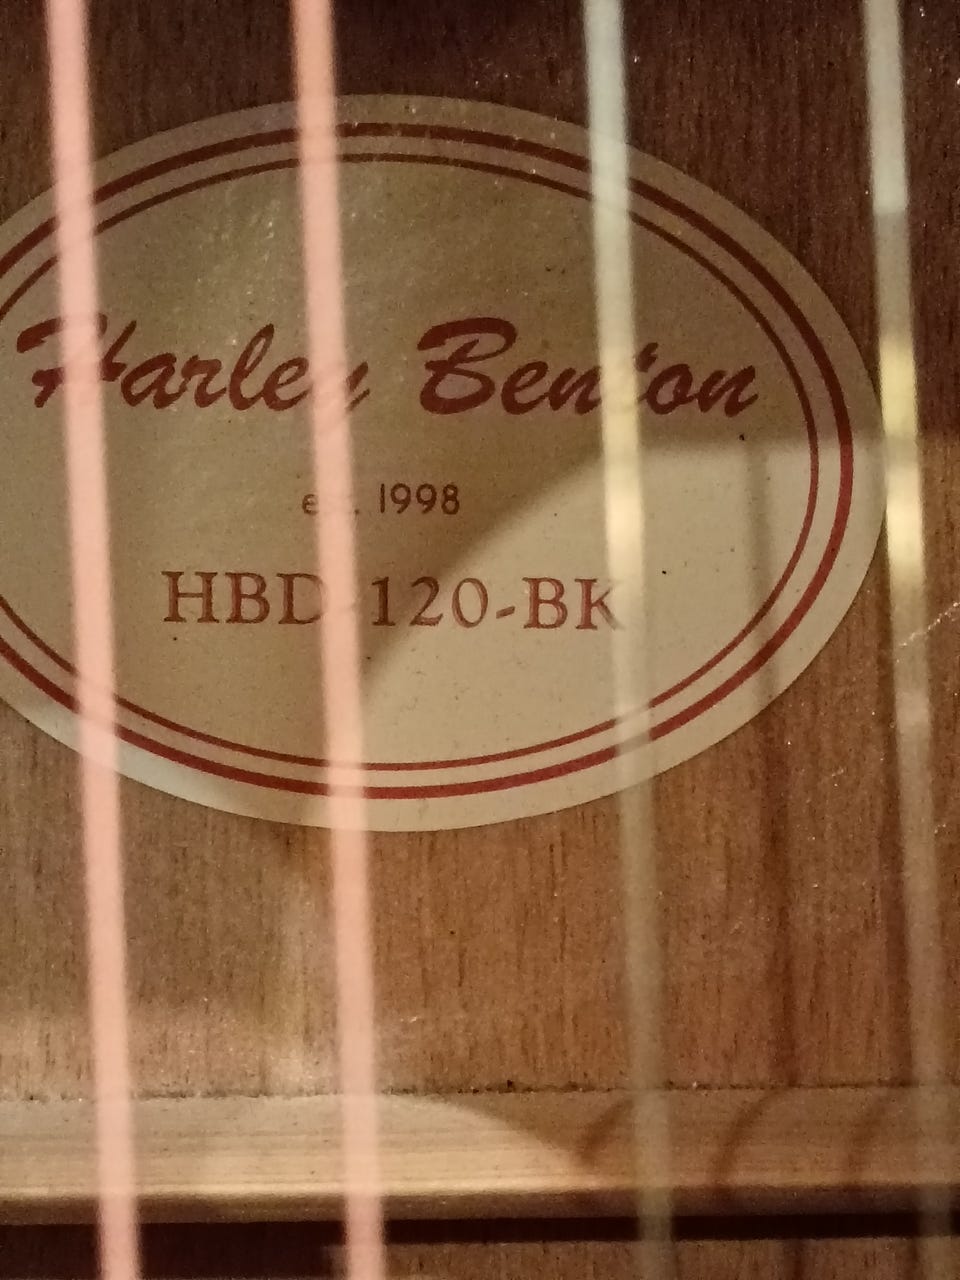 Harley Benton
est. 1998
HBD 120-BK